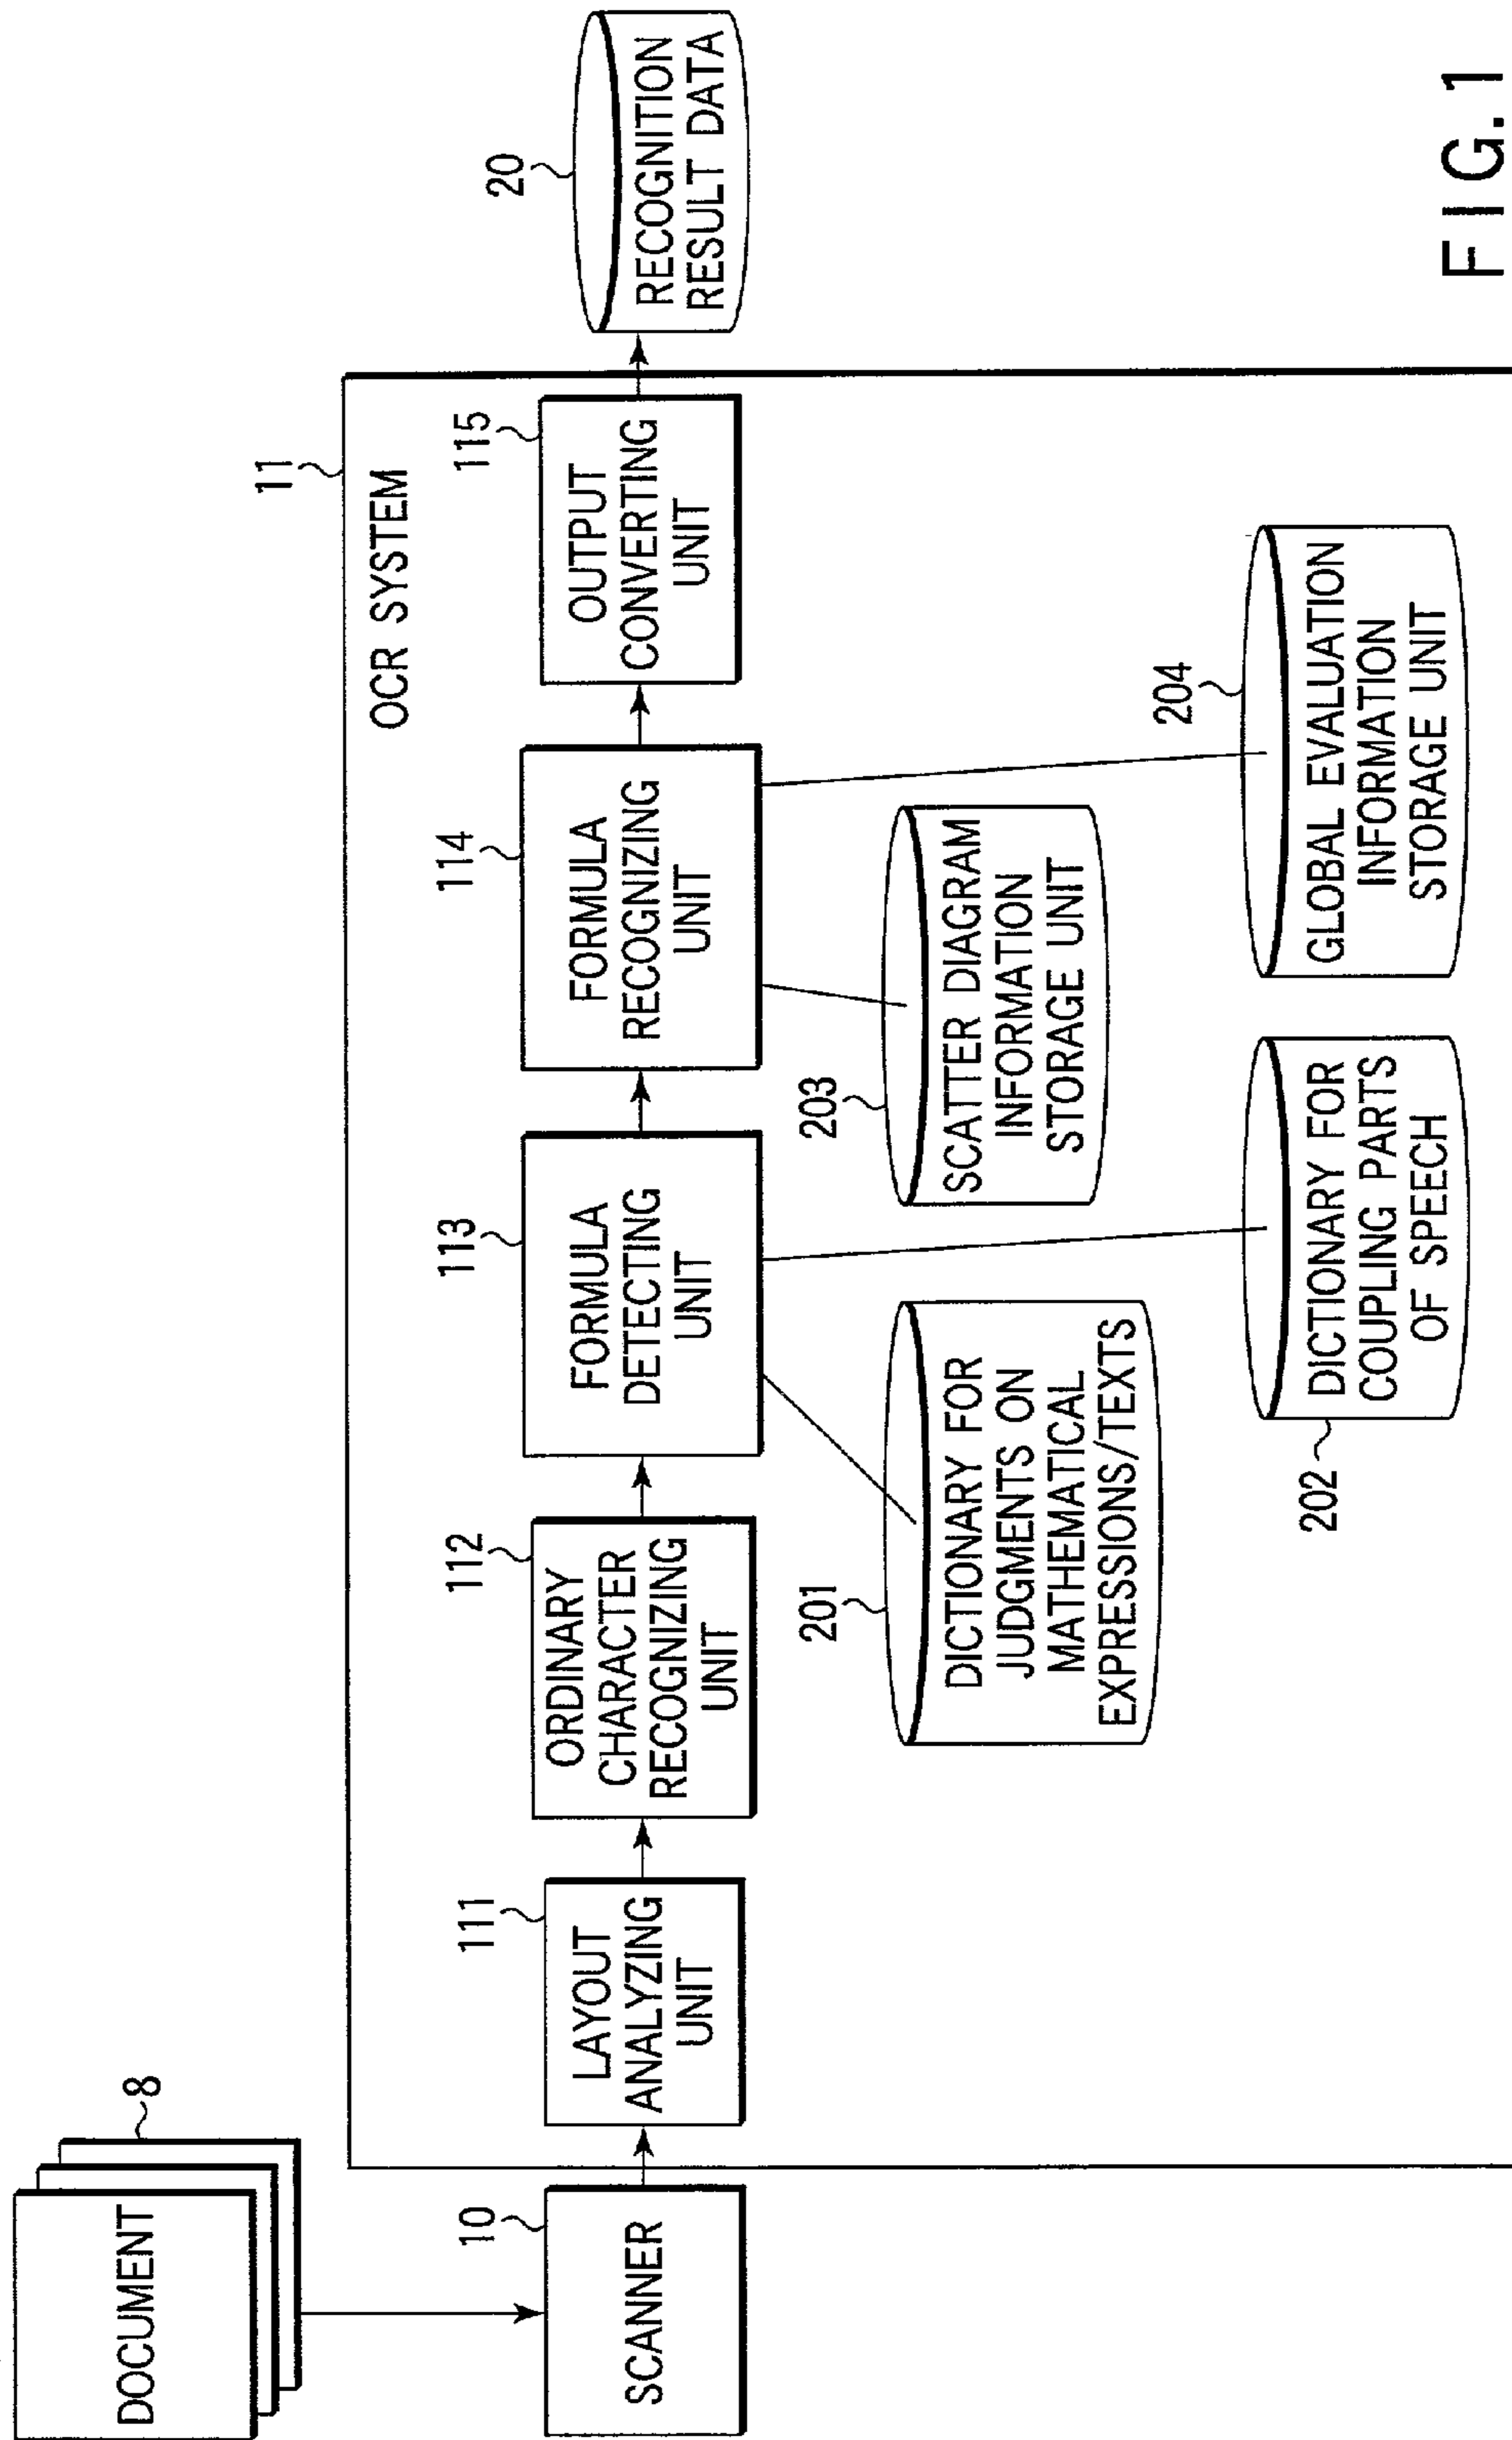 DOCUMENT
8
10
SCANNER
11
OCR SYSTEM
111
LAYOUT
ANALYZING
UNIT
112
ORDINARY
CHARACTER
RECOGNIZING
UNIT
113
FORMULA
DETECTING
UNIT
114
FORMULA
RECOGNIZING
UNIT
115
OUTPUT
CONVERTING
UNIT
20
RECOGNITION
RESULT DATA
201
DICTIONARY FOR
JUDGMENTS ON
MATHEMATICAL
EXPRESSIONS/TEXTS
202
DICTIONARY FOR
COUPLING PARTS
OF SPEECH
203
SCATTER DIAGRAM
INFORMATION
STORAGE UNIT
204
GLOBAL EVALUATION
INFORMATION
STORAGE UNIT
FIG. 1